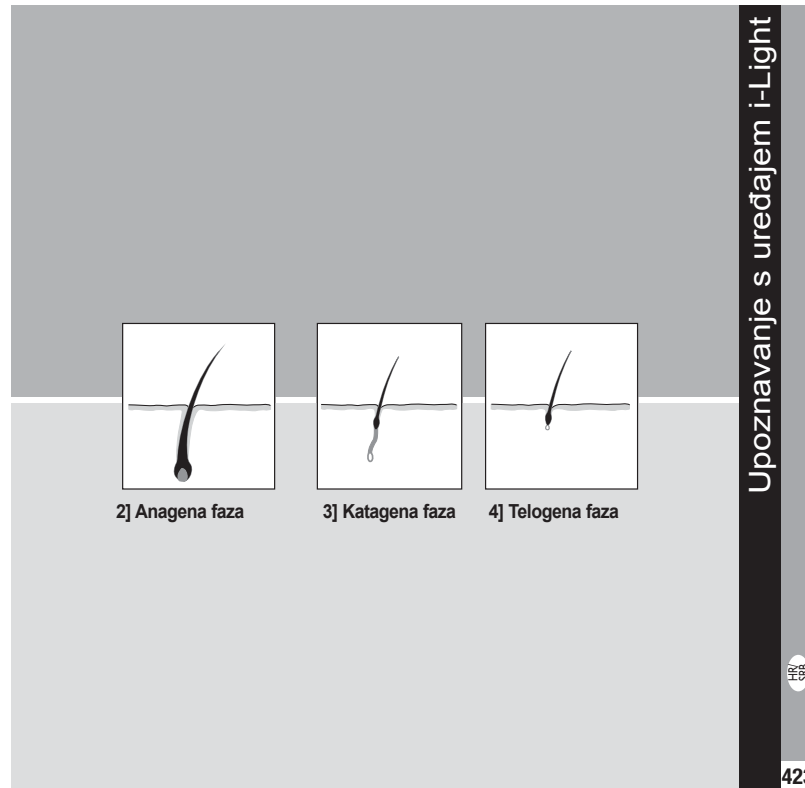 Upoznavanje s uređajem i-Light
2] Anagena faza
3] Katagena faza
4] Telogena faza
HR/
SRB
423